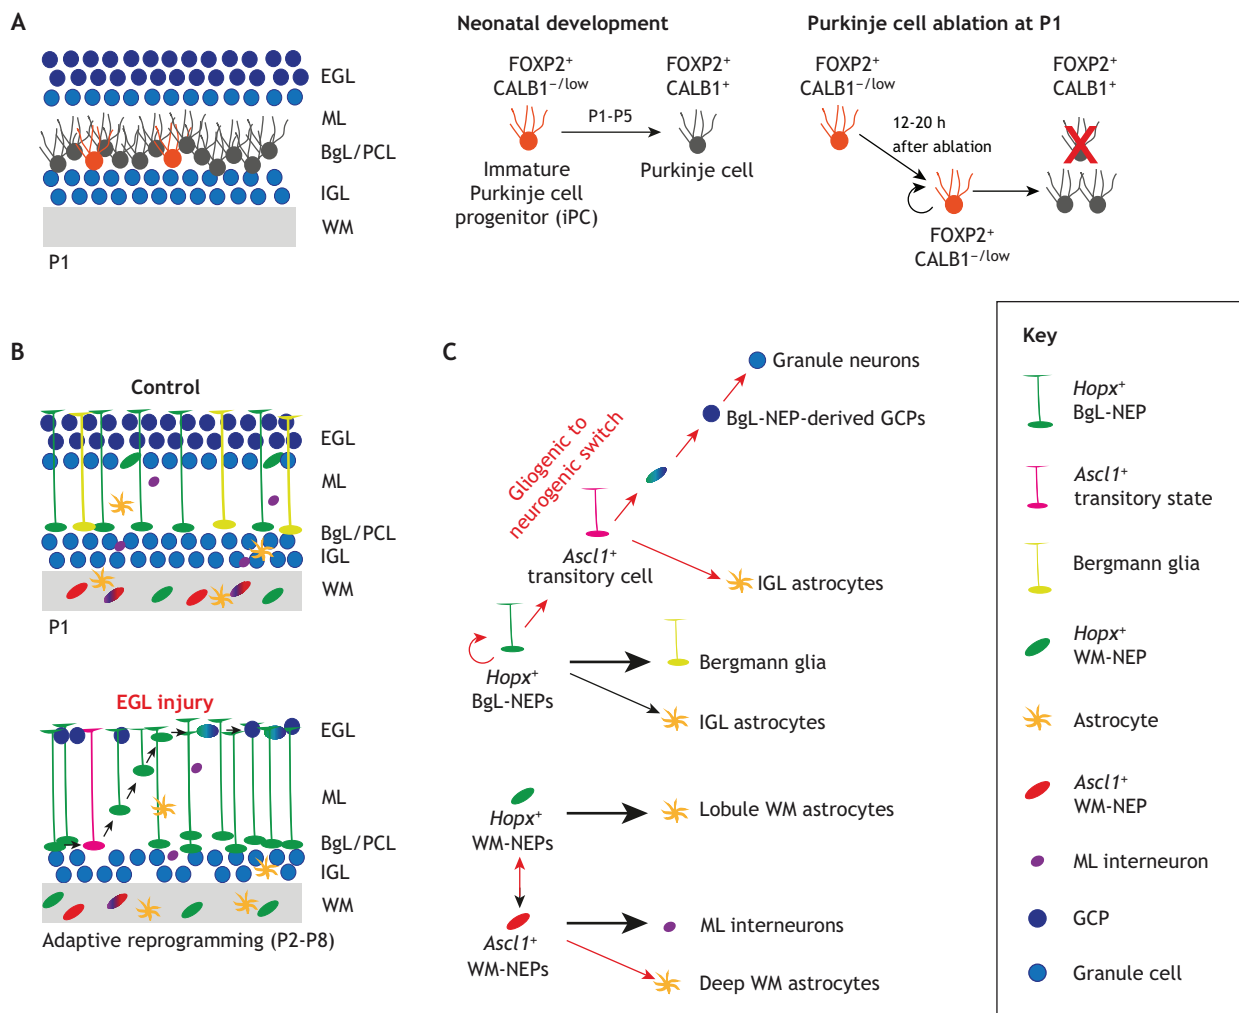 A
EGL
ML
BgL/PCL
IGL
WM
P1
Neonatal development
FOXP2+
CALB1−/low
P1-P5
FOXP2+
CALB1+
Immature
Purkinje cell
progenitor (iPC)
Purkinje cell
Purkinje cell ablation at P1
FOXP2+
CALB1−/low
12-20 h
after ablation
FOXP2+
CALB1+
X
FOXP2+
CALB1−/low
B
Control
EGL
ML
BgL/PCL
IGL
WM
P1
EGL injury
EGL
ML
BgL/PCL
IGL
WM
Adaptive reprogramming (P2-P8)
C
Granule neurons
BgL-NEP-derived GCPs
Gliogenic to
neurogenic switch
Ascl1+
transitory cell
IGL astrocytes
Hopx+
BgL-NEPs
Bergmann glia
IGL astrocytes
Hopx+
WM-NEPs
Lobule WM astrocytes
Ascl1+
WM-NEPs
ML interneurons
Deep WM astrocytes
Key
Hopx+
BgL-NEP
Ascl1+
transitory state
Bergmann glia
Hopx+
WM-NEP
Astrocyte
Ascl1+
WM-NEP
ML interneuron
GCP
Granule cell